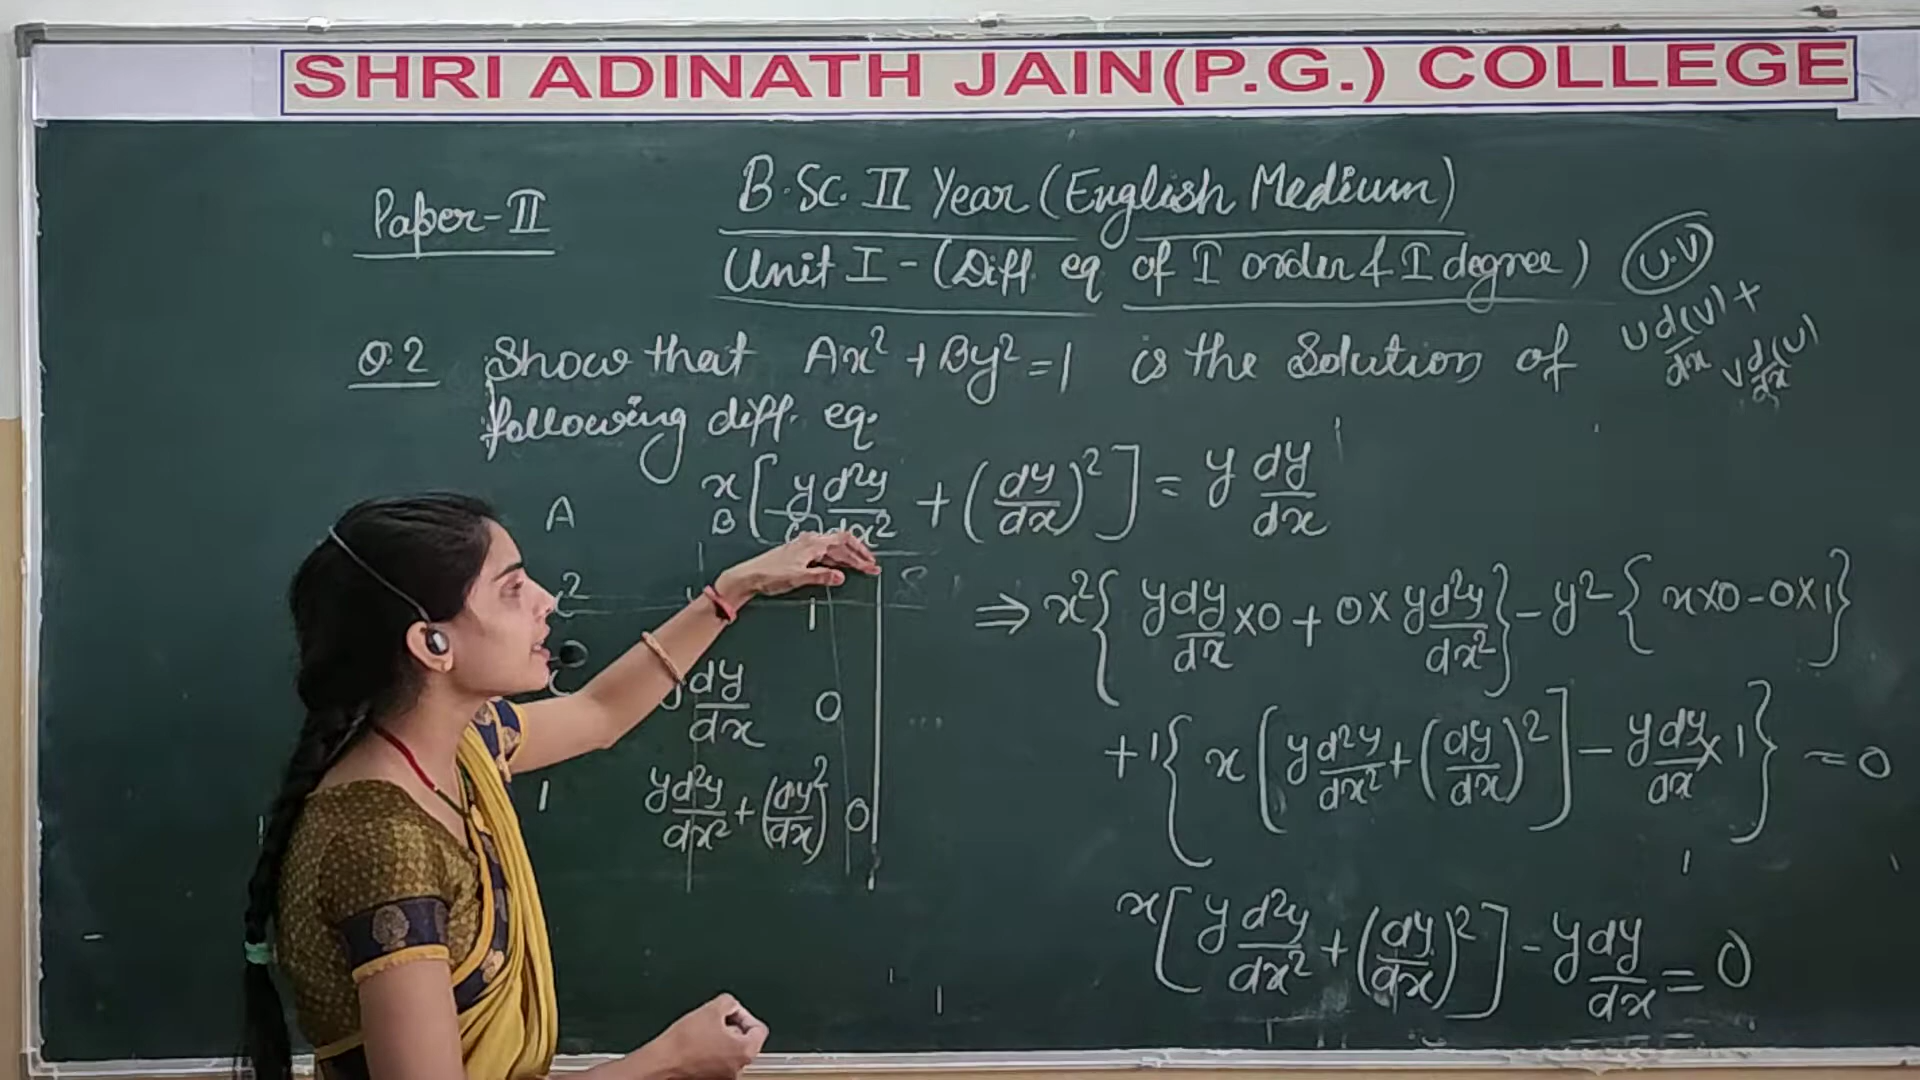 SHRI ADINATH JAIN(P.G.) COLLEGE
Paper-II
B.Sc. II Year (English Medium)
Unit I - (Diff eq of I order & I degree)
U.V
U d(V)/dx +
V d(U)/dx
Q.2 Show that Ax² + By² = 1 is the Solution of
following diff. eq.
x[y d²y/dx² + (dy/dx)²] = y dy/dx
A B
⇒ x²{y dy/dx × 0 + 0 × y d²y/dx²} - y²{x×0 - 0×1}
+ 1{x[y d²y/dx² + (dy/dx)²] - y dy/dx × 1} = 0
x[y d²y/dx² + (dy/dx)²] - y dy/dx = 0
1
y dy/dx 0
1 y d²y/dx² + (dy/dx)² 0